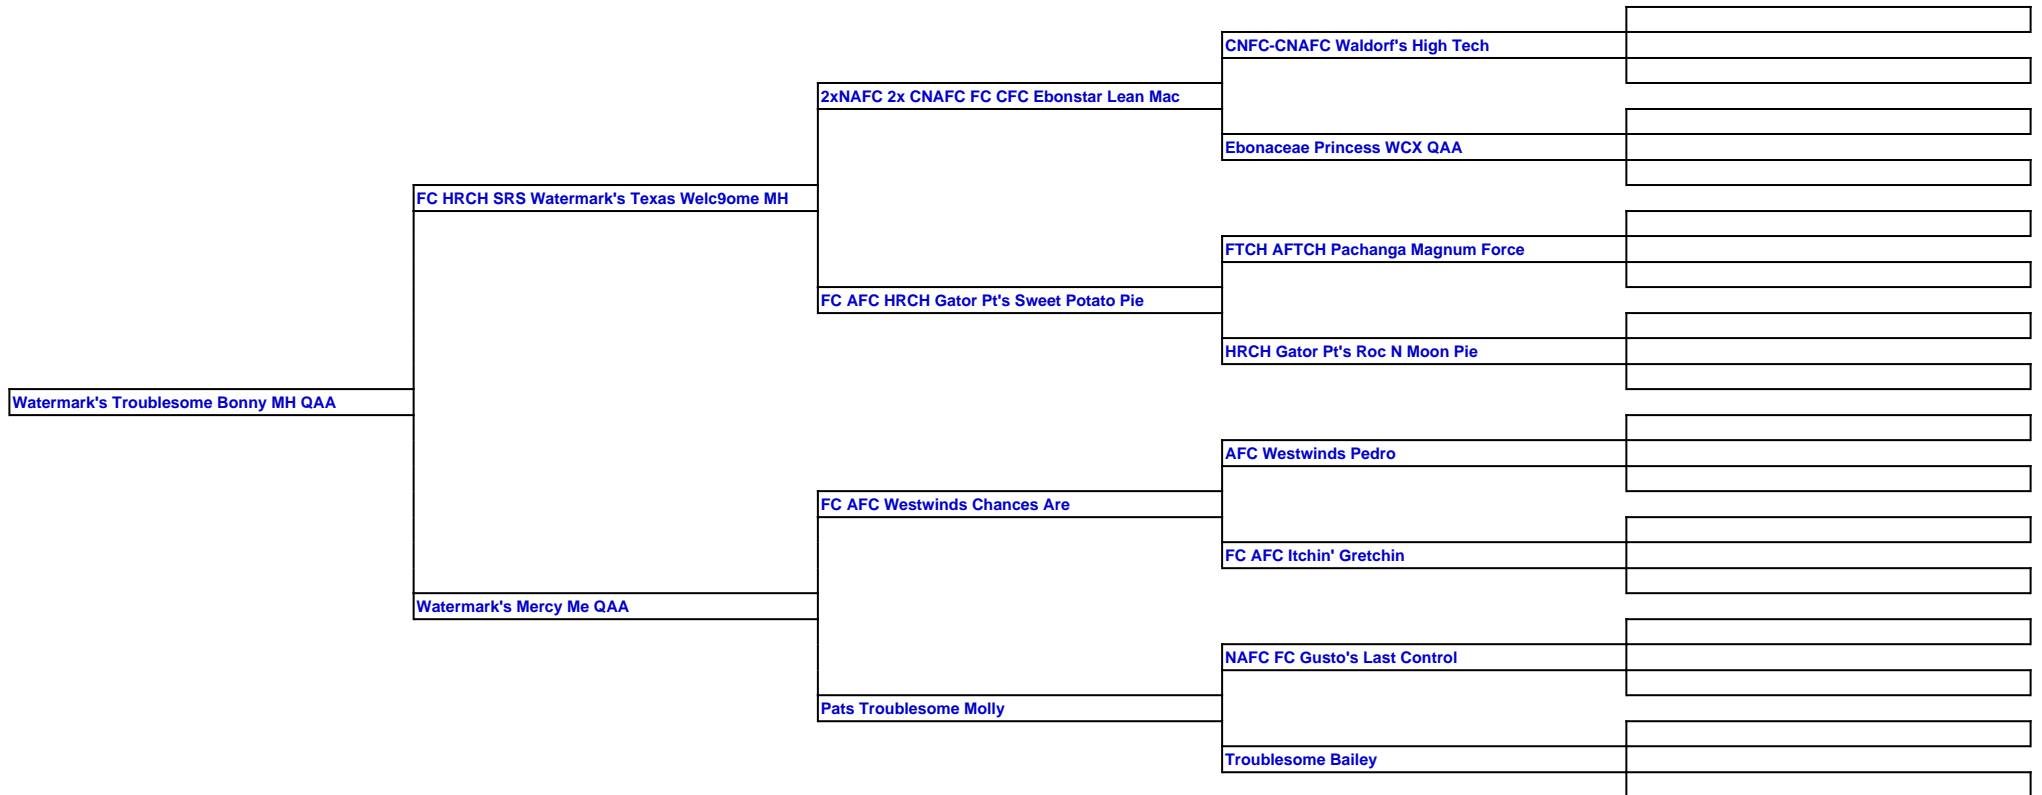 CNFC-CNAFC Waldorf's High Tech
2xNAFC 2x CNAFC FC CFC Ebonstar Lean Mac
Ebonaceae Princess WCX QAA
FC HRCH SRS Watermark's Texas Welc9ome MH
FTCH AFTCH Pachanga Magnum Force
FC AFC HRCH Gator Pt's Sweet Potato Pie
HRCH Gator Pt's Roc N Moon Pie
Watermark's Troublesome Bonny MH QAA
AFC Westwinds Pedro
FC AFC Westwinds Chances Are
FC AFC Itchin' Gretchin
Watermark's Mercy Me QAA
NAFC FC Gusto's Last Control
Pats Troublesome Molly
Troublesome Bailey